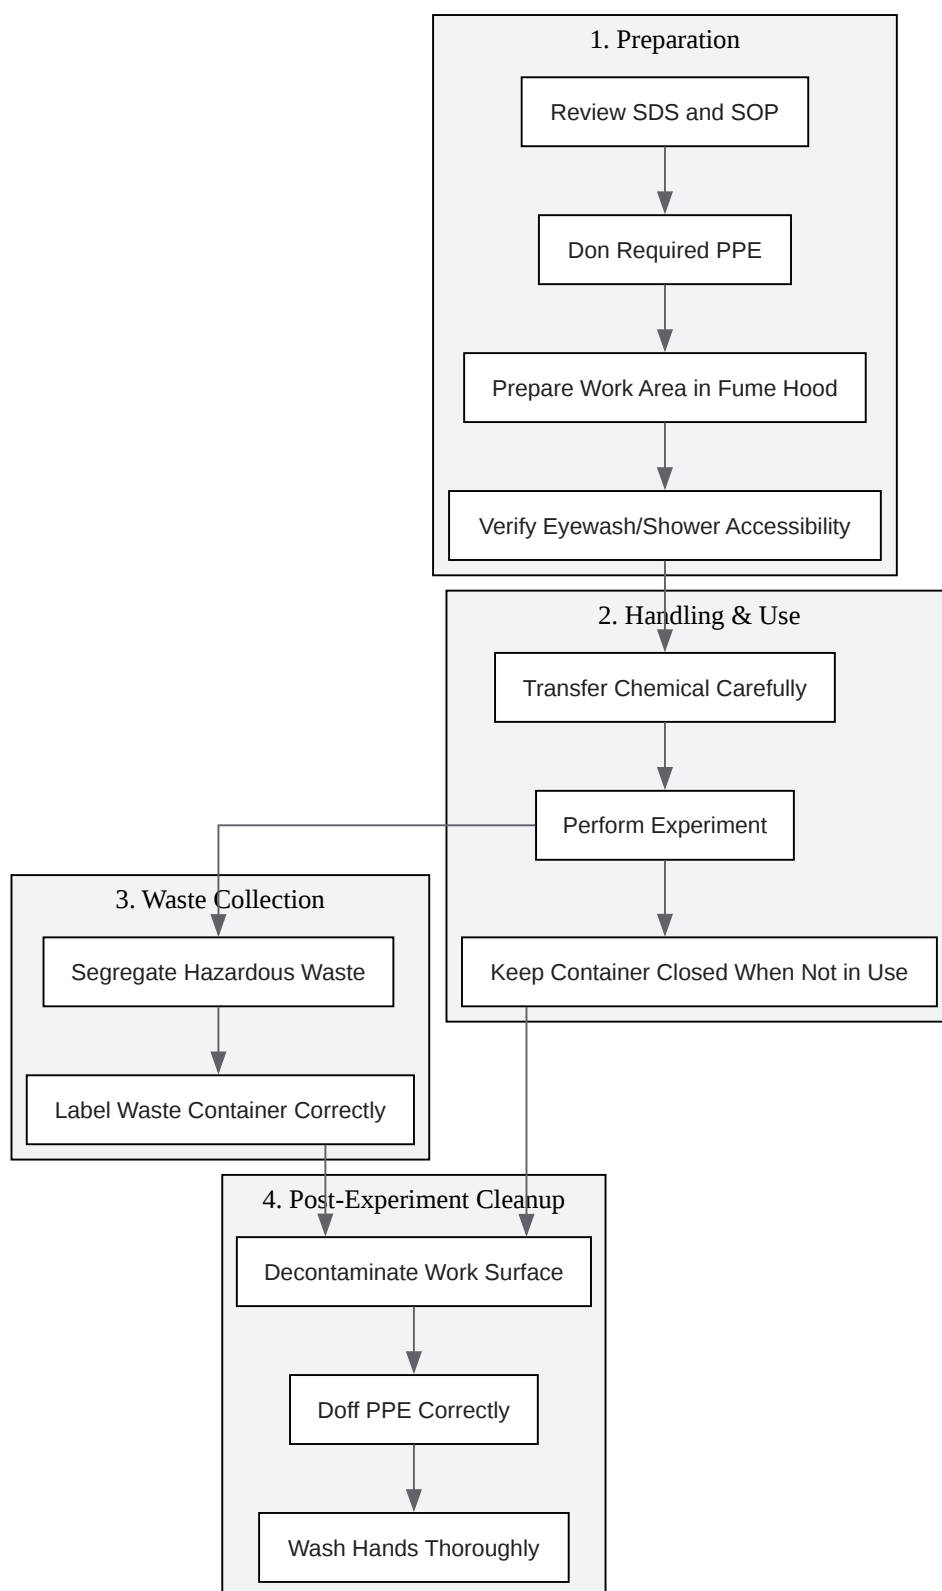 1. Preparation
Review SDS and SOP
Don Required PPE
Prepare Work Area in Fume Hood
Verify Eyewash/Shower Accessibility
2. Handling & Use
Transfer Chemical Carefully
Perform Experiment
Keep Container Closed When Not in Use
3. Waste Collection
Segregate Hazardous Waste
Label Waste Container Correctly
4. Post-Experiment Cleanup
Decontaminate Work Surface
Doff PPE Correctly
Wash Hands Thoroughly